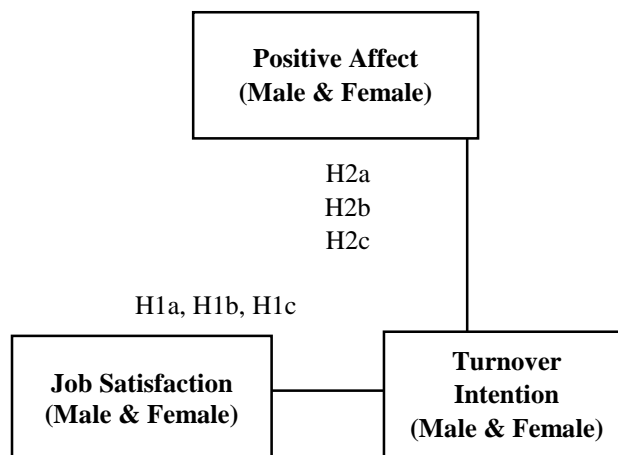 Positive Affect
(Male & Female)
H2a
H2b
H2c
H1a, H1b, H1c
Job Satisfaction
(Male & Female)
Turnover
Intention
(Male & Female)